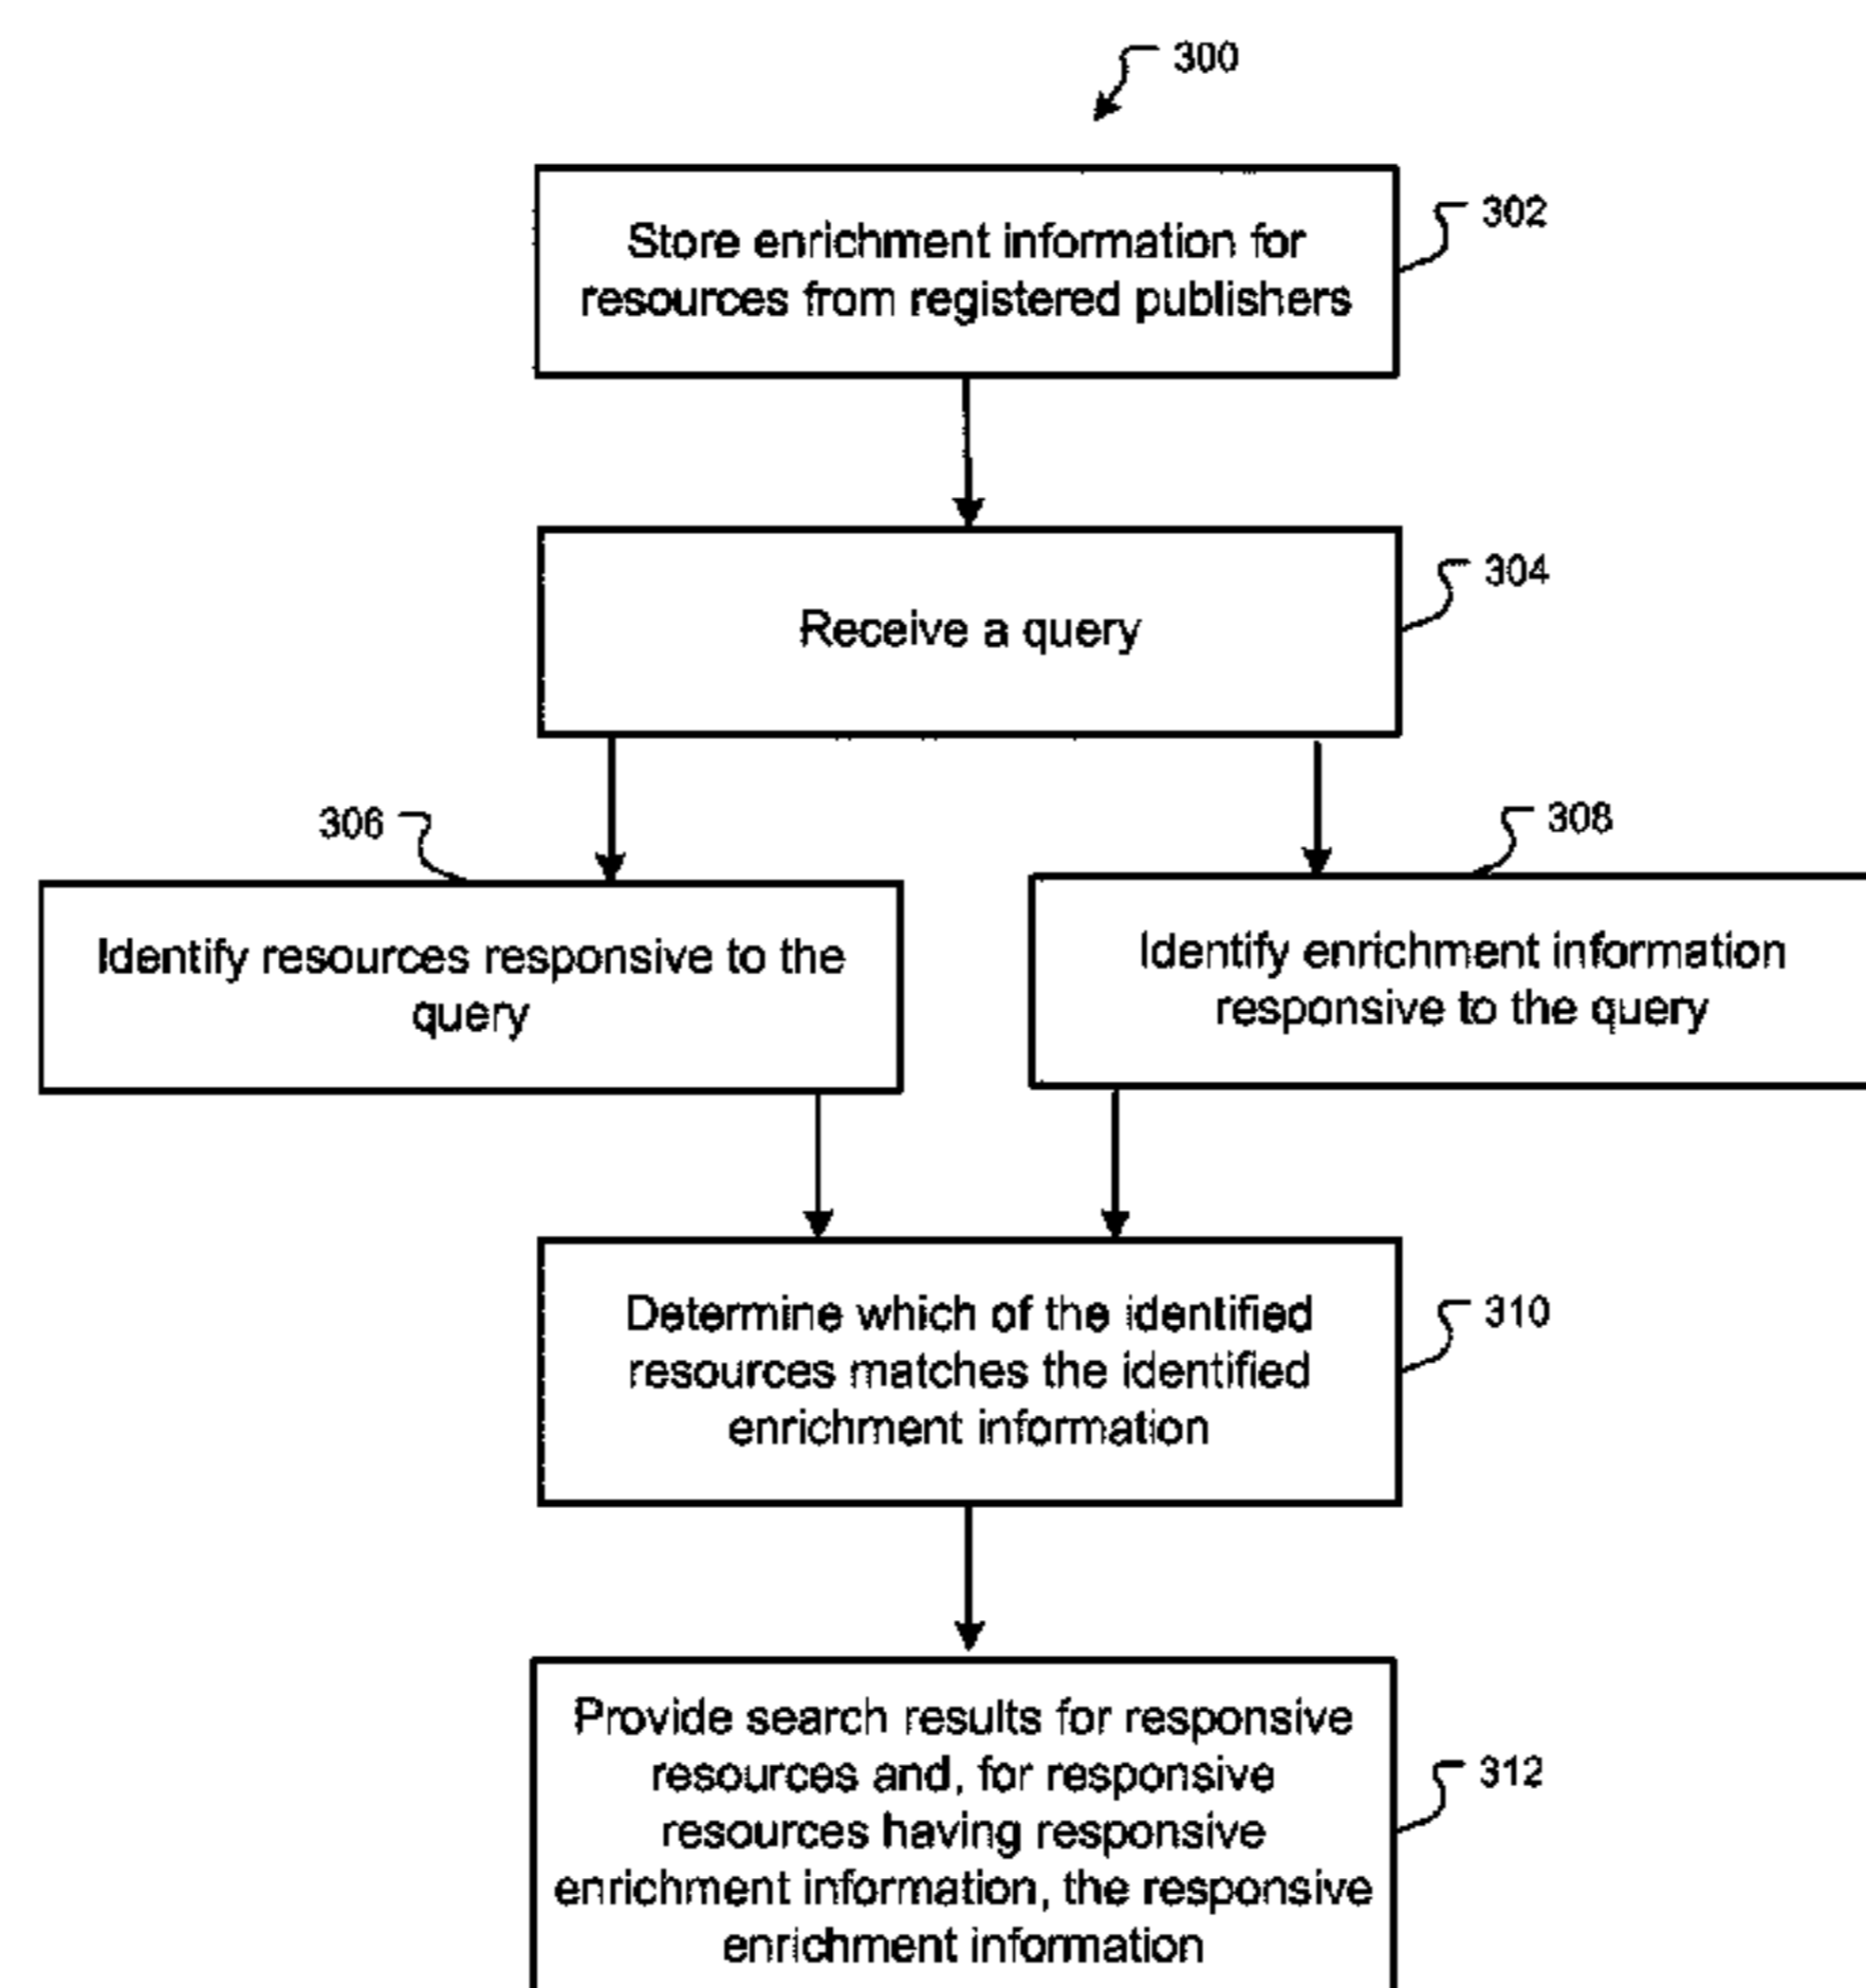 300
302
Store enrichment information for
resources from registered publishers
304
Receive a query
306
308
Identify resources responsive to the
query
Identify enrichment information
responsive to the query
310
Determine which of the identified
resources matches the identified
enrichment information
312
Provide search results for responsive
resources and, for responsive
resources having responsive
enrichment information, the responsive
enrichment information